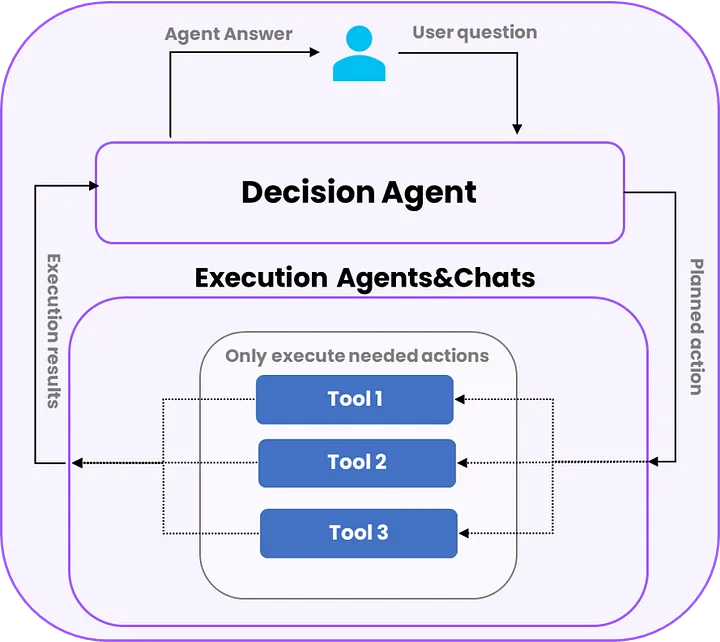 Agent Answer
User question
Decision Agent
Execution Agents&Chats
Execution results
Planned action
Only execute needed actions
Tool 1
Tool 2
Tool 3